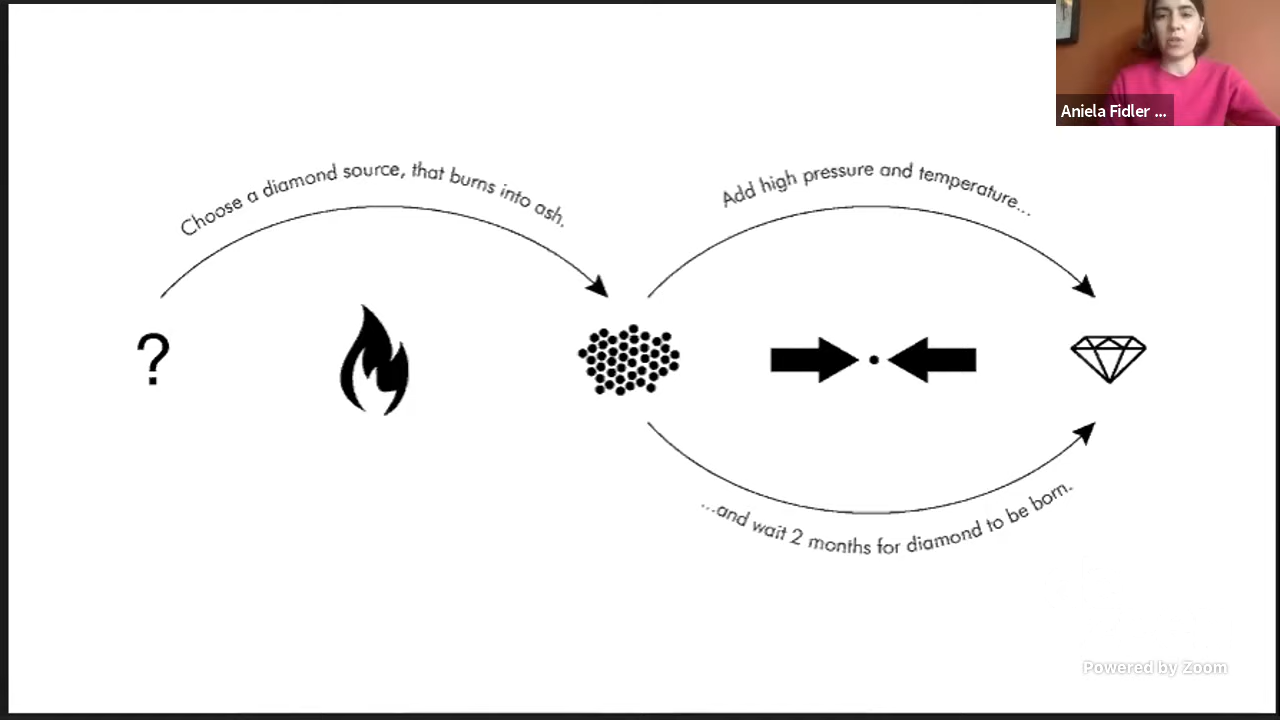 Aniela Fidler ...
Choose a diamond source, that burns into ash.
Add high pressure and temperature...
?
...and wait 2 months for diamond to be born.
Powered by Zoom